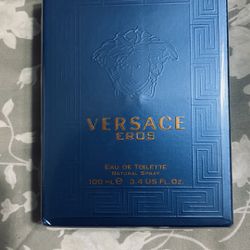 VERSACE
EROS
EAU DE TOILETTE
NATURAL SPRAY
100 ML ℮ 3.4 US FL.OZ.